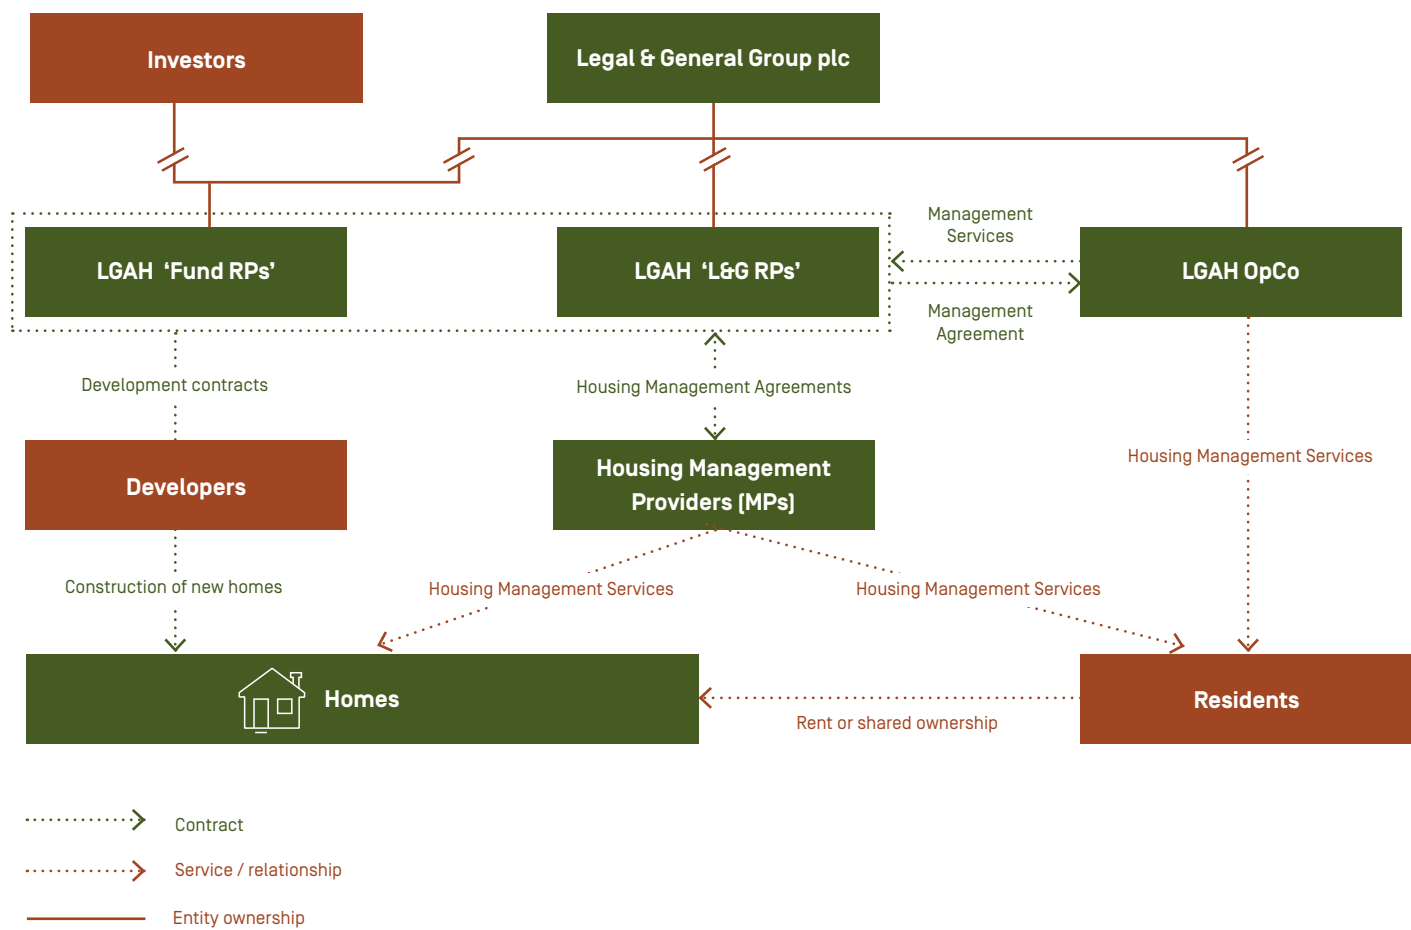 Investors
Legal & General Group plc
Management
Services
LGAH ‘Fund RPs’
LGAH ‘L&G RPs’
LGAH OpCo
Management
Agreement
Development contracts
Housing Management Agreements
Developers
Housing Management
Providers (MPs)
Housing Management Services
Construction of new homes
Housing Management Services
Housing Management Services
Homes
Residents
Rent or shared ownership
Contract
Service / relationship
Entity ownership